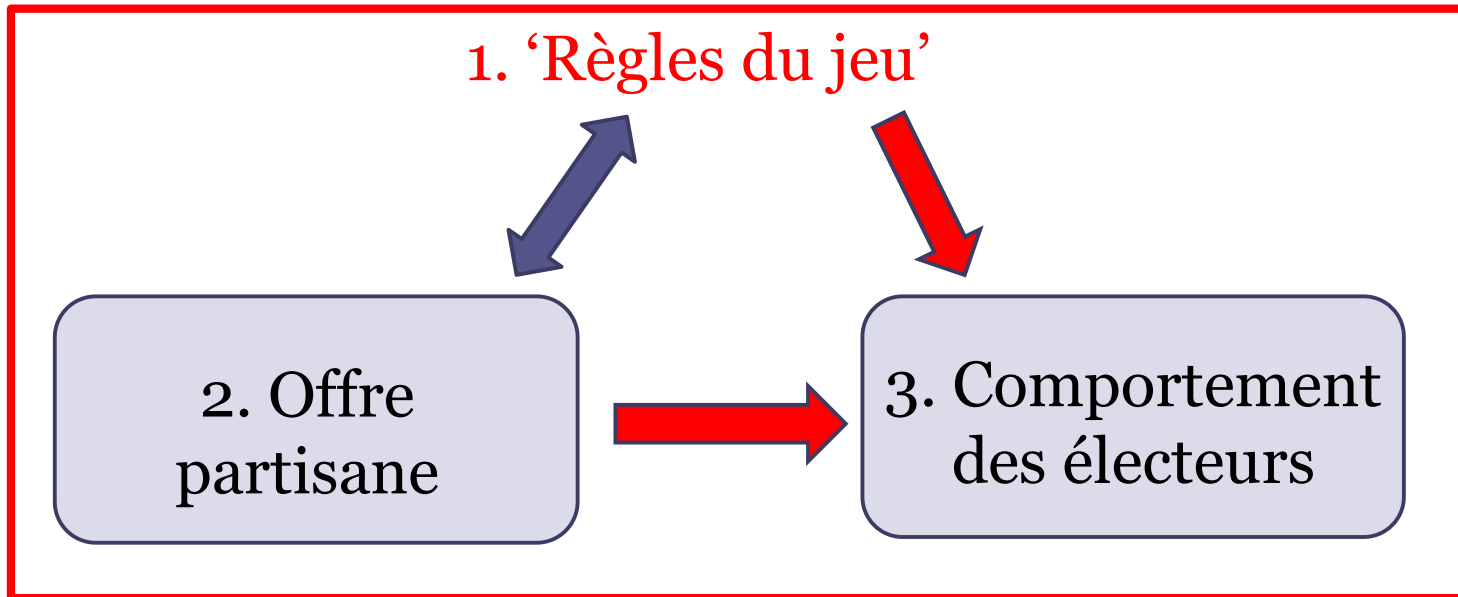 1. ‘Règles du jeu’
2. Offre
partisane
3. Comportement
des électeurs